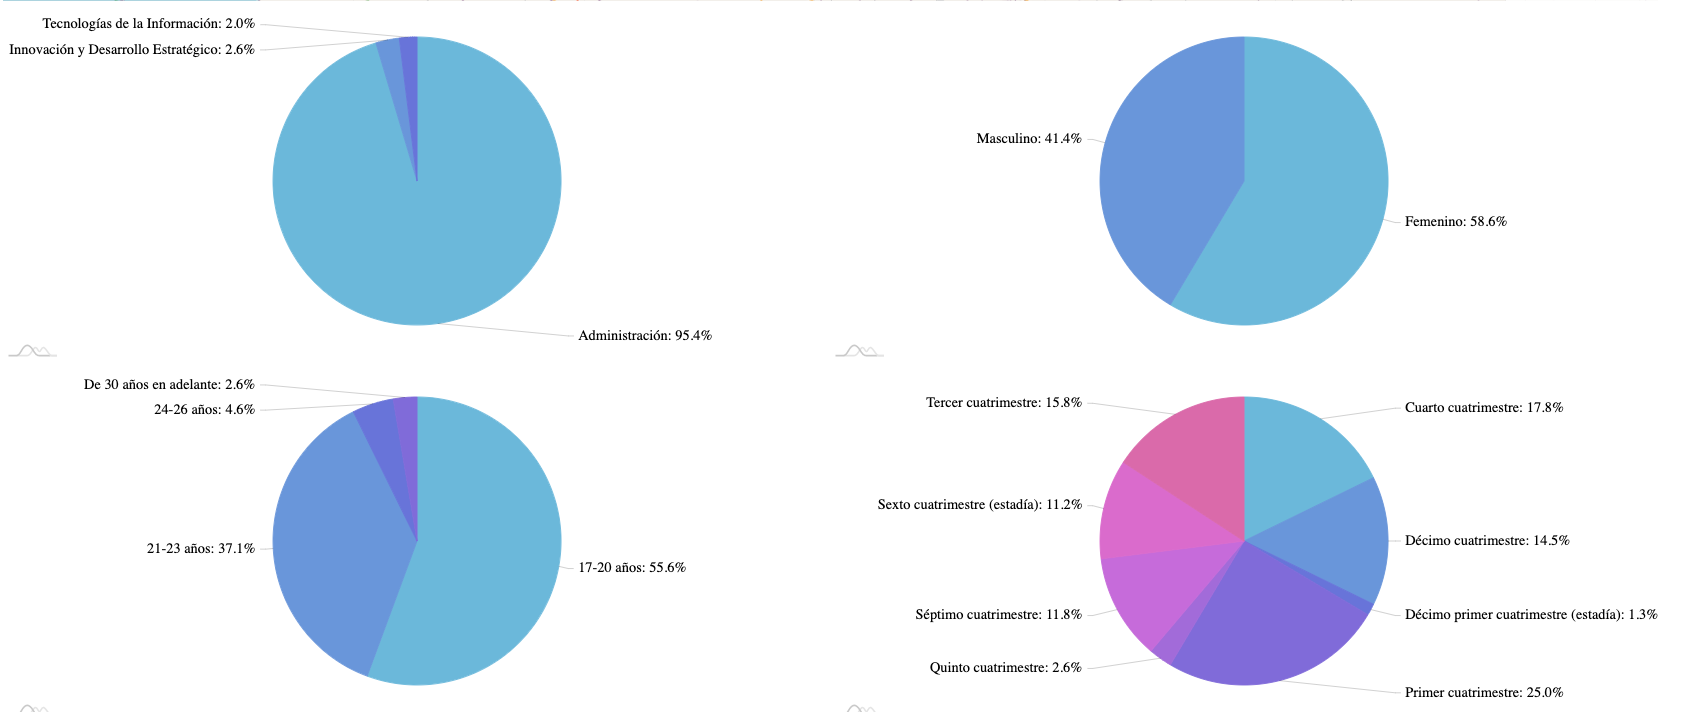 Tecnologías de la Información: 2.0%
Innovación y Desarrollo Estratégico: 2.6%
Administración: 95.4%
Masculino: 41.4%
Femenino: 58.6%
De 30 años en adelante: 2.6%
24-26 años: 4.6%
21-23 años: 37.1%
17-20 años: 55.6%
Tercer cuatrimestre: 15.8%
Cuarto cuatrimestre: 17.8%
Sexto cuatrimestre (estadía): 11.2%
Décimo cuatrimestre: 14.5%
Séptimo cuatrimestre: 11.8%
Décimo primer cuatrimestre (estadía): 1.3%
Quinto cuatrimestre: 2.6%
Primer cuatrimestre: 25.0%